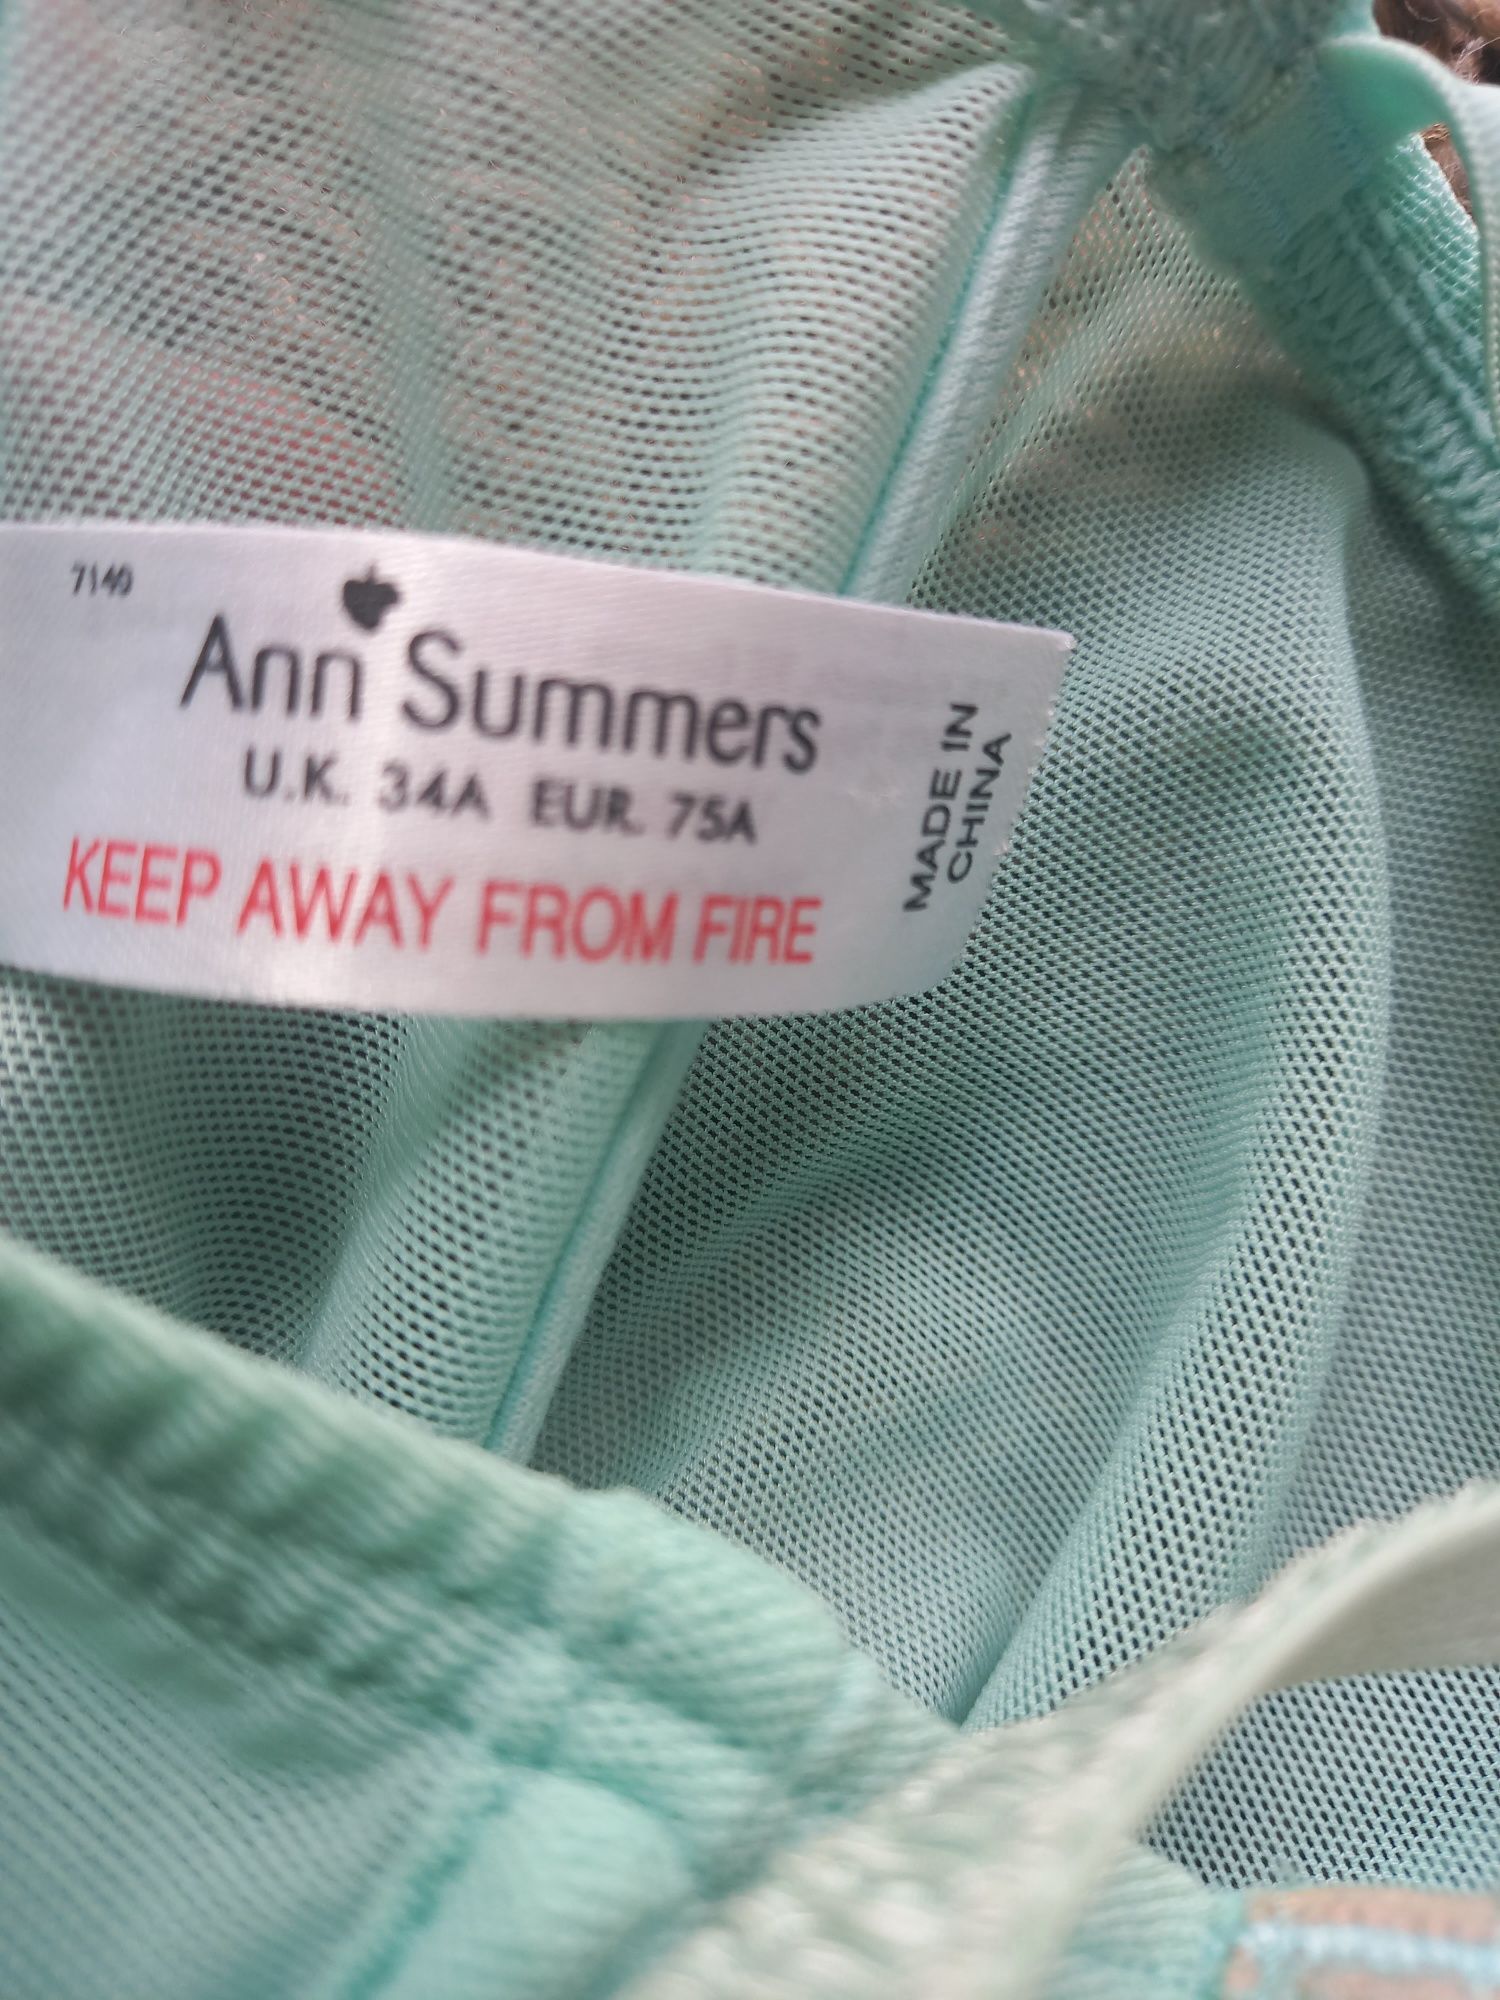 7140
Ann Summers
U.K. 34A EUR. 75A
KEEP AWAY FROM FIRE
MADE IN
CHINA